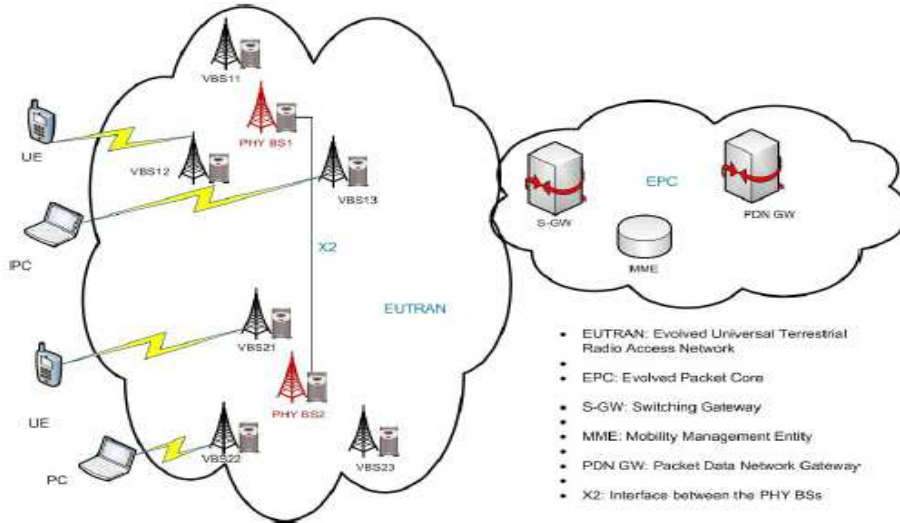 VBS11
PHY BS1
UE
VBS12
VBS13
IPC
X2
EUTRAN
VBS21
PHY BS2
UE
VBS22
VBS23
PC
EPC
S-GW
PDN GW
MME
• EUTRAN: Evolved Universal Terrestrial
Radio Access Network
•
• EPC: Evolved Packet Core
•
• S-GW: Switching Gateway
•
• MME: Mobility Management Entity
•
• PDN GW: Packet Data Network Gateway
•
• X2: Interface between the PHY BSs